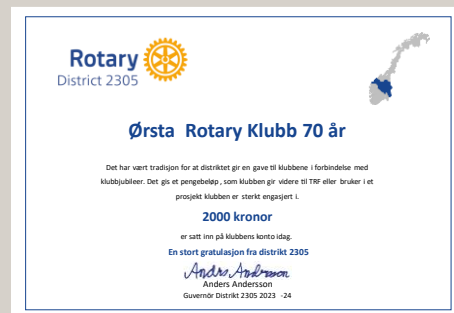 Rotary
District 2305
Ørsta Rotary Klubb 70 år
Det har vært tradisjon for at distriktet gir en gave til klubbene i forbindelse med
klubbjubileer. Det gis et pengebeløp, som klubben gir videre til TRF eller bruker i et
prosjekt klubben er sterkt engasjert i.
2000 kronor
er satt inn på klubbens konto idag.
En stort gratulasjon fra distrikt 2305
Anders Andersson
Anders Andersson
Guvernör Distrikt 2305 2023 -24